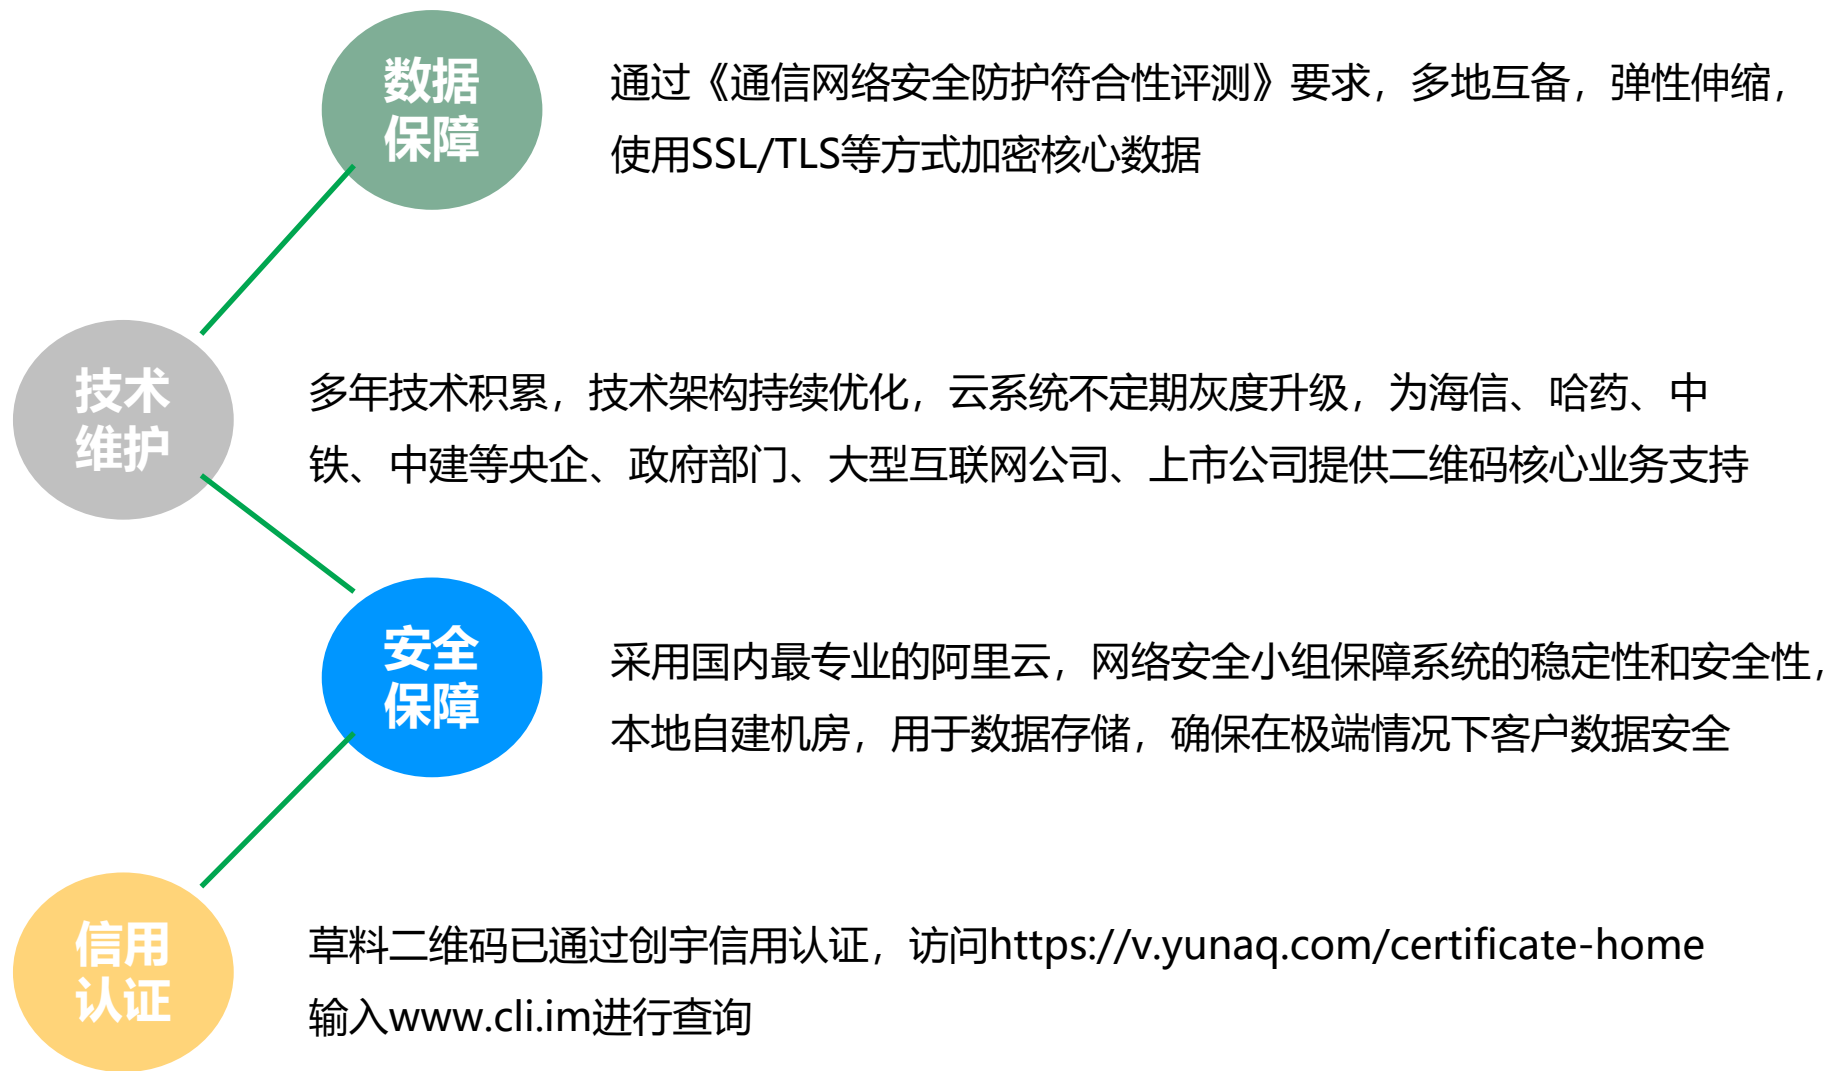 数据
保障
通过《通信网络安全防护符合性评测》要求，多地互备，弹性伸缩，
使用SSL/TLS等方式加密核心数据
技术
维护
多年技术积累，技术架构持续优化，云系统不定期灰度升级，为海信、哈药、中
铁、中建等央企、政府部门、大型互联网公司、上市公司提供二维码核心业务支持
安全
保障
采用国内最专业的阿里云，网络安全小组保障系统的稳定性和安全性，
本地自建机房，用于数据存储，确保在极端情况下客户数据安全
信用
认证
草料二维码已通过创宇信用认证，访问https://v.yunaq.com/certificate-home
输入www.cli.im进行查询